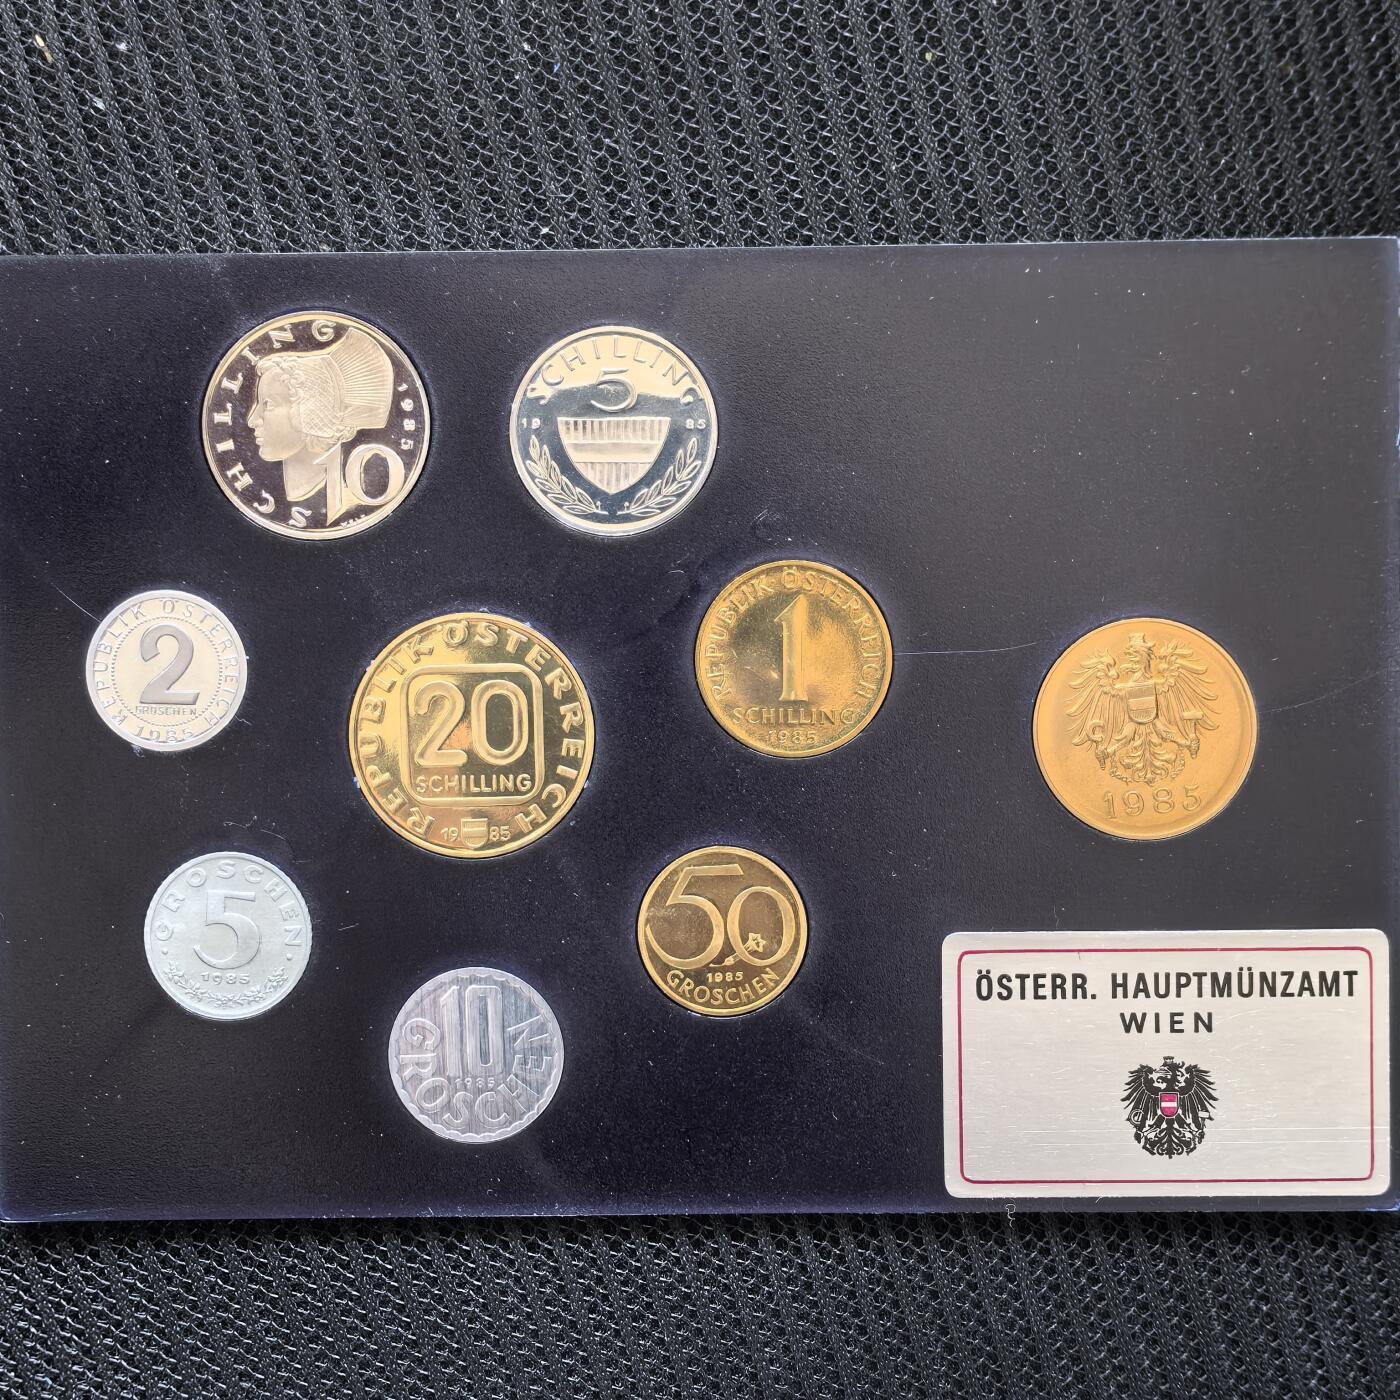 SCHILLING
1985
10
SCHILLING
5
19 85
REPUBLIK ÖSTERREICH
2
GROSCHEN
1985
REPUBLIK ÖSTERREICH
20
SCHILLING
19 85
REPUBLIK ÖSTERREICH
1
SCHILLING
1985
1985
GROSCHEN
5
1985
10
1985
GROSCHEN
50
1985
GROSCHEN
ÖSTERR. HAUPTMÜNZAMT
WIEN